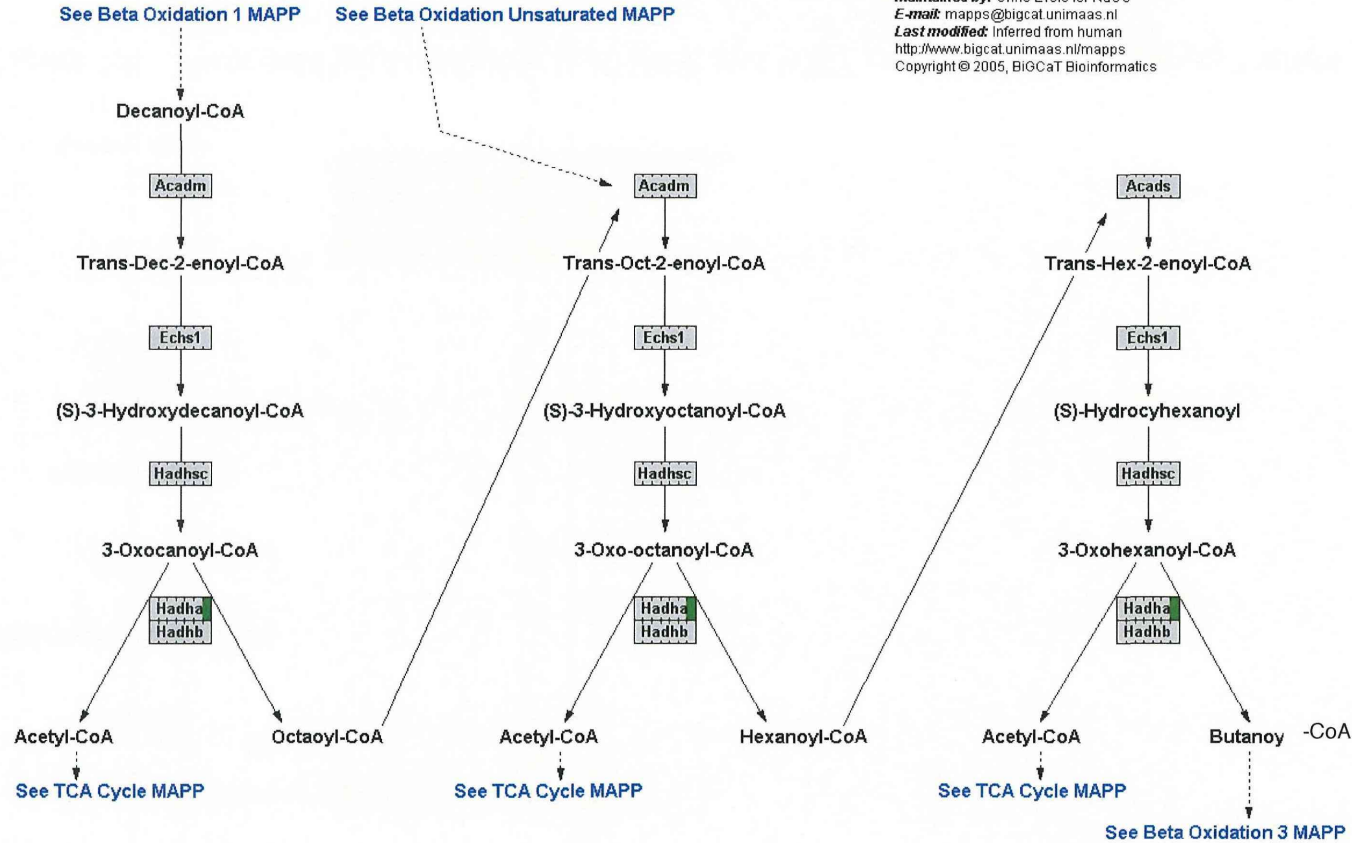 See Beta Oxidation 1 MAPP
See Beta Oxidation Unsaturated MAPP
E-mail: mapps@bigcat.unimaas.nl
Last modified: Inferred from human
http://www.bigcat.unimaas.nl/mapps
Copyright © 2005, BiGCaT Bioinformatics
Decanoyl-CoA
Acadm
Acadm
Acads
Trans-Dec-2-enoyl-CoA
Trans-Oct-2-enoyl-CoA
Trans-Hex-2-enoyl-CoA
Echs1
Echs1
Echs1
(S)-3-Hydroxydecanoyl-CoA
(S)-3-Hydroxyoctanoyl-CoA
(S)-Hydrocyhexanoyl
Hadhsc
Hadhsc
Hadhsc
3-Oxocanoyl-CoA
3-Oxo-octanoyl-CoA
3-Oxohexanoyl-CoA
Hadha
Hadhb
Hadha
Hadhb
Hadha
Hadhb
Acetyl-CoA
Octaoyl-CoA
Acetyl-CoA
Hexanoyl-CoA
Acetyl-CoA
Butanoy -CoA
See TCA Cycle MAPP
See TCA Cycle MAPP
See TCA Cycle MAPP
See Beta Oxidation 3 MAPP